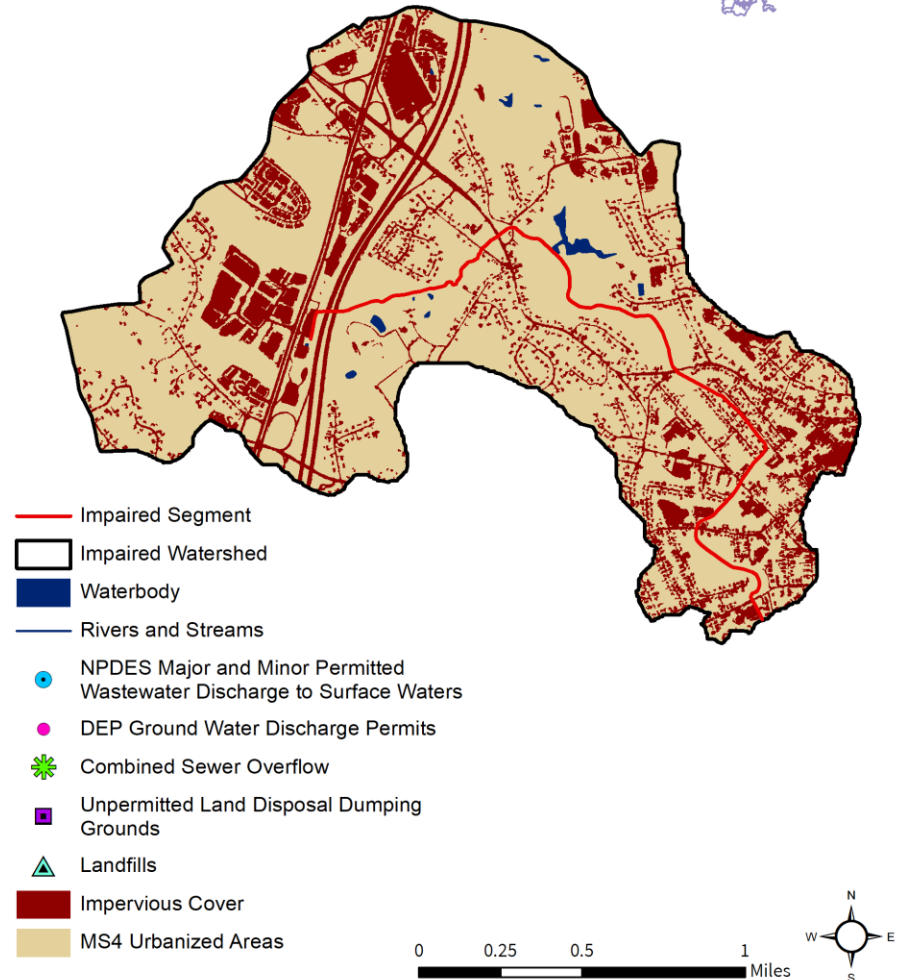 Impaired Segment
Impaired Watershed
Waterbody
Rivers and Streams
NPDES Major and Minor Permitted
Wastewater Discharge to Surface Waters
DEP Ground Water Discharge Permits
Combined Sewer Overflow
Unpermitted Land Disposal Dumping
Grounds
Landfills
Impervious Cover
MS4 Urbanized Areas
0 0.25 0.5 1
Miles
N
W E
S